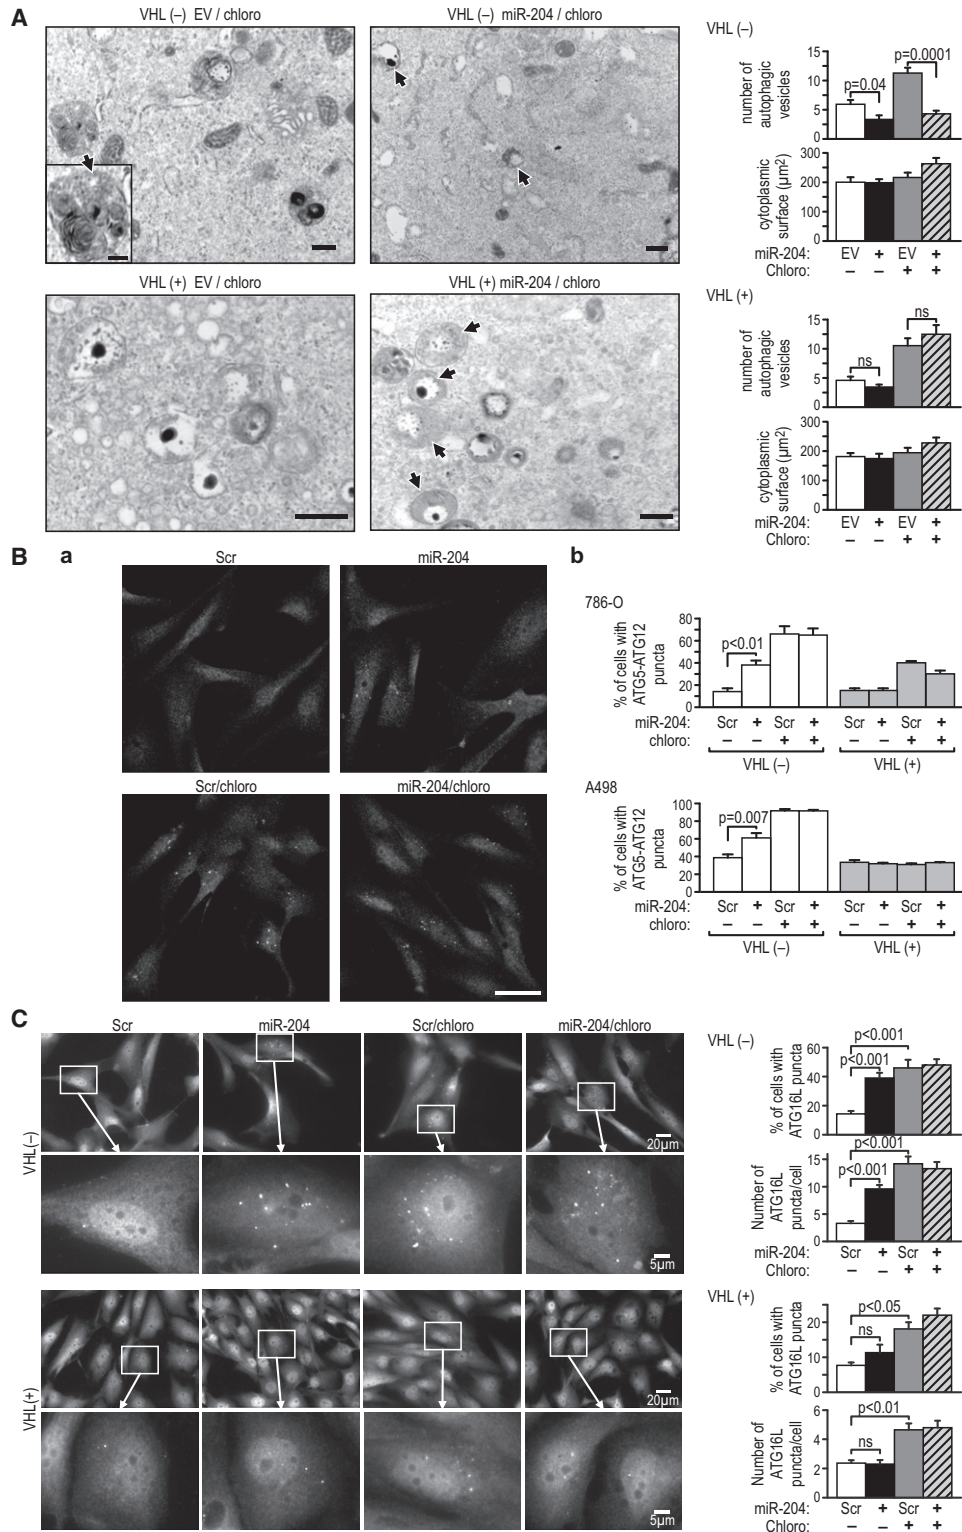 A
VHL (–) EV / chloro
VHL (–) miR-204 / chloro
VHL (+) EV / chloro
VHL (+) miR-204 / chloro
VHL (–)
number of
autophagic
vesicles
15
10
5
0
p=0.04
p=0.0001
cytoplasmic
surface (µm²)
300
200
100
0
miR-204: EV + EV +
Chloro: – – + +
VHL (+)
number of
autophagic
vesicles
15
10
5
0
ns
ns
cytoplasmic
surface (µm²)
300
200
100
0
miR-204: EV + EV +
Chloro: – – + +
B
a
Scr
miR-204
Scr/chloro
miR-204/chloro
b
786-O
% of cells with
ATG5-ATG12
puncta
80
60
40
20
0
p<0.01
miR-204: Scr + Scr + Scr + Scr +
chloro: – – + + – – + +
VHL (–) VHL (+)
A498
% of cells with
ATG5-ATG12
puncta
100
80
60
40
20
0
p=0.007
miR-204: Scr + Scr + Scr + Scr +
chloro: – – + + – – + +
VHL (–) VHL (+)
C
Scr
miR-204
Scr/chloro
miR-204/chloro
VHL(–)
20µm
5µm
VHL(+)
20µm
5µm
VHL (–)
% of cells with
ATG16L puncta
60
40
20
0
p<0.001
p<0.001
Number of
ATG16L
puncta/cell
15
10
5
0
p<0.001
p<0.001
miR-204: Scr + Scr +
Chloro: – – + +
VHL (+)
% of cells with
ATG16L puncta
20
10
0
p<0.05
ns
Number of
ATG16L
puncta/cell
6
4
2
0
p<0.01
ns
miR-204: Scr + Scr +
Chloro: – – + +